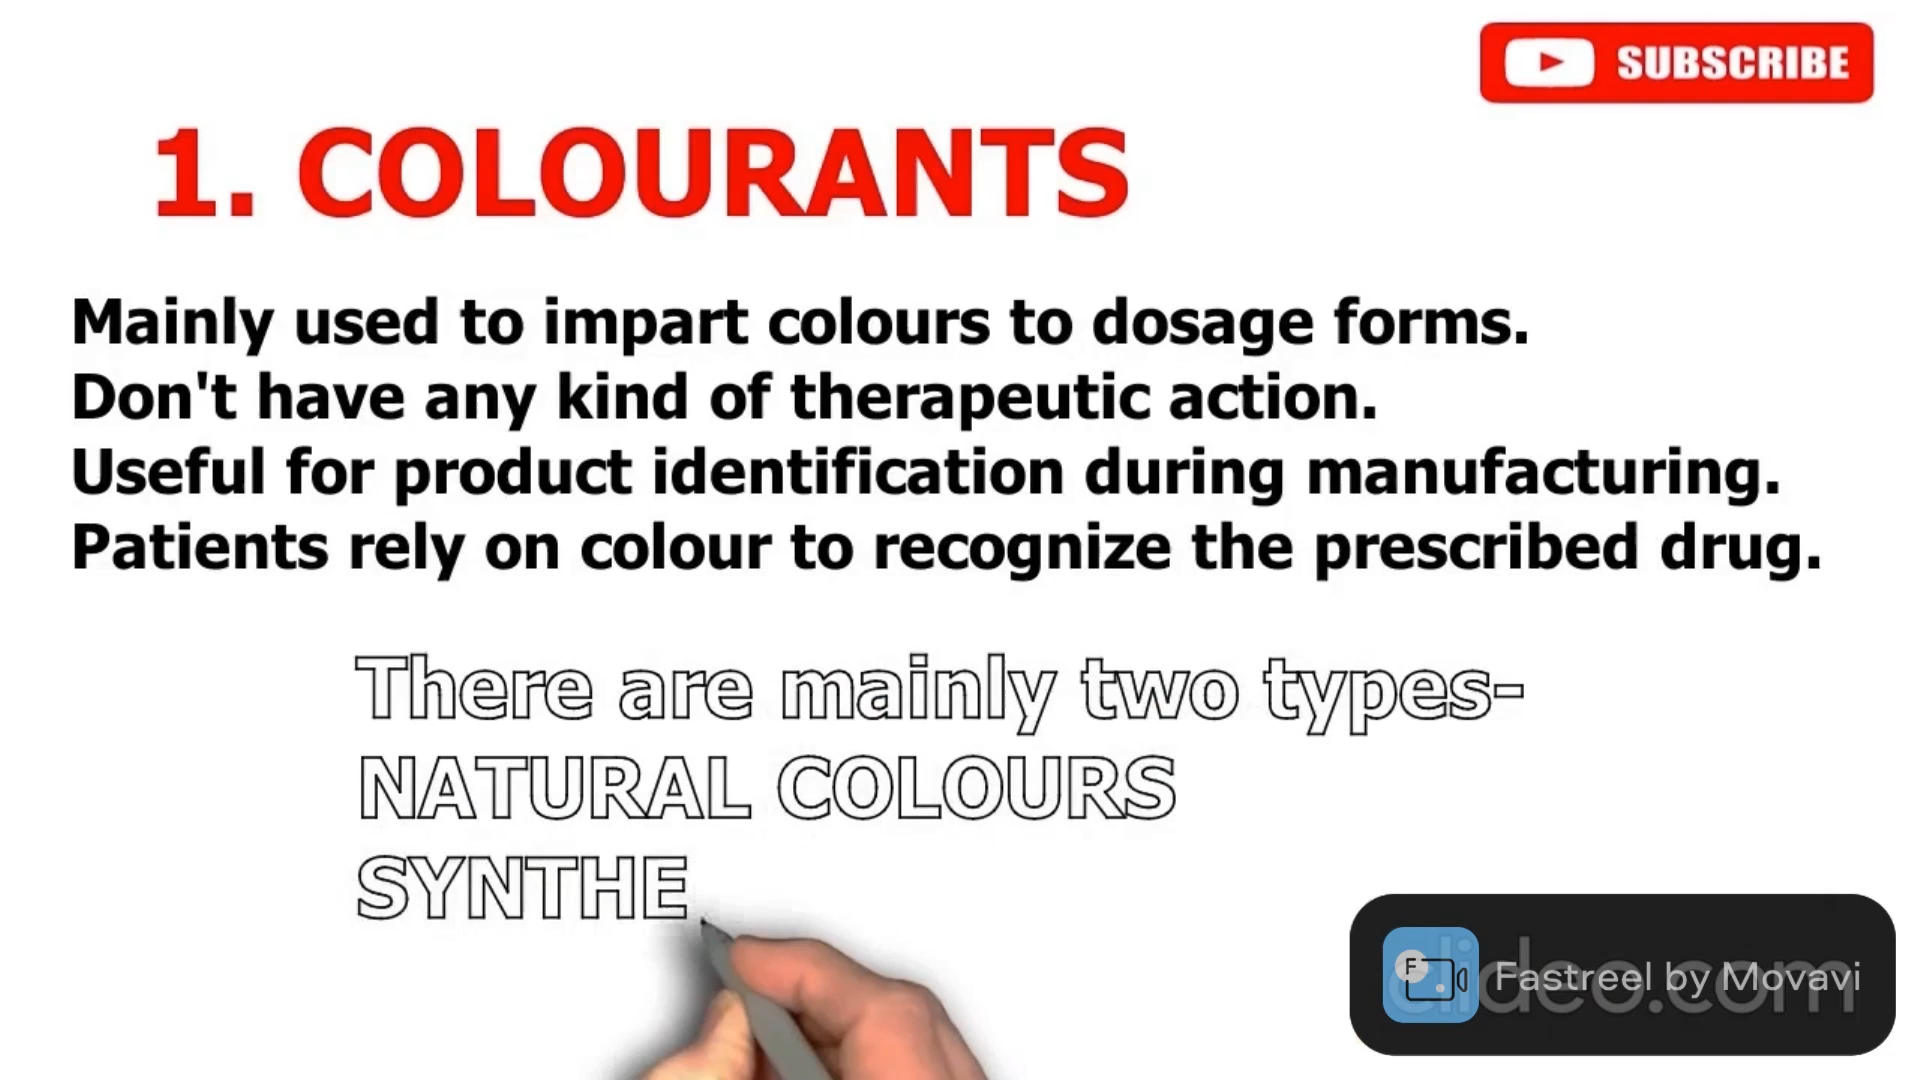 SUBSCRIBE
1. COLOURANTS
Mainly used to impart colours to dosage forms.
Don't have any kind of therapeutic action.
Useful for product identification during manufacturing.
Patients rely on colour to recognize the prescribed drug.
There are mainly two types-
NATURAL COLOURS
SYNTHE
F
Fastreel by Movavi
clideo.com